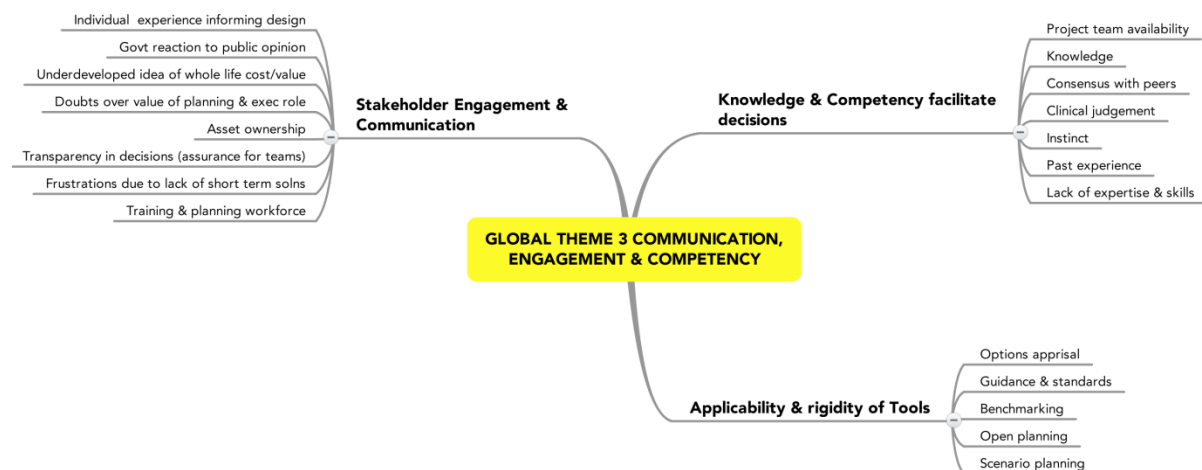 Individual  experience informing design
Govt reaction to public opinion
Underdeveloped idea of whole life cost/value
Doubts over value of planning & exec role
Asset ownership
Transparency in decisions (assurance for teams)
Frustrations due to lack of short term solns
Training & planning workforce
Stakeholder Engagement &
Communication
Knowledge & Competency facilitate
decisions
Project team availability
Knowledge
Consensus with peers
Clinical judgement
Instinct
Past experience
Lack of expertise & skills
GLOBAL THEME 3 COMMUNICATION,
ENGAGEMENT & COMPETENCY
Applicability & rigidity of Tools
Options apprisal
Guidance & standards
Benchmarking
Open planning
Scenario planning